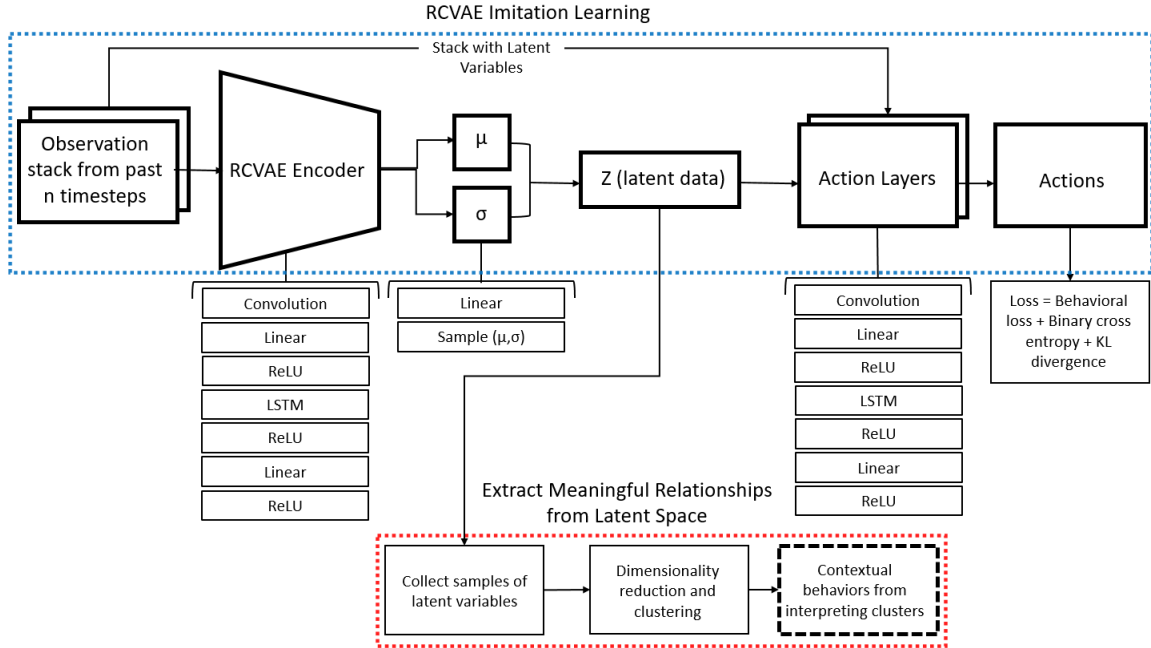 RCVAE Imitation Learning
Stack with Latent
Variables
Observation
stack from past
n timesteps
RCVAE Encoder
μ
σ
Z (latent data)
Action Layers
Actions
Convolution
Linear
ReLU
LSTM
ReLU
Linear
ReLU
Linear
Sample (μ,σ)
Convolution
Linear
ReLU
LSTM
ReLU
Linear
ReLU
Loss = Behavioral
loss + Binary cross
entropy + KL
divergence
Extract Meaningful Relationships
from Latent Space
Collect samples of
latent variables
Dimensionality
reduction and
clustering
Contextual
behaviors from
interpreting clusters